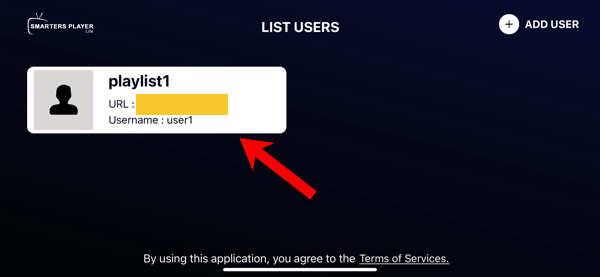 SMARTERS PLAYER
Lite
LIST USERS
ADD USER
playlist1
URL :
Username : user1
By using this application, you agree to the Terms of Services.